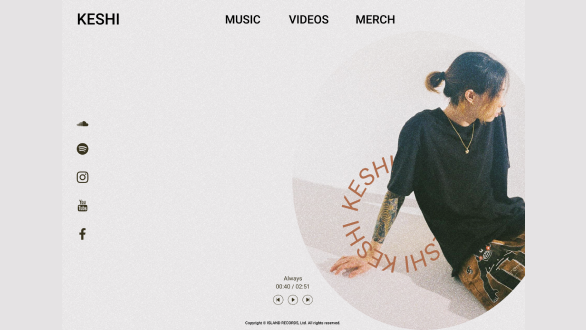 KESHI
MUSIC VIDEOS MERCH
You Tube
KESHI KESHI KESHI
Always
00:40 / 02:51
Copyright © ISLAND RECORDS, Ltd. All rights reserved.